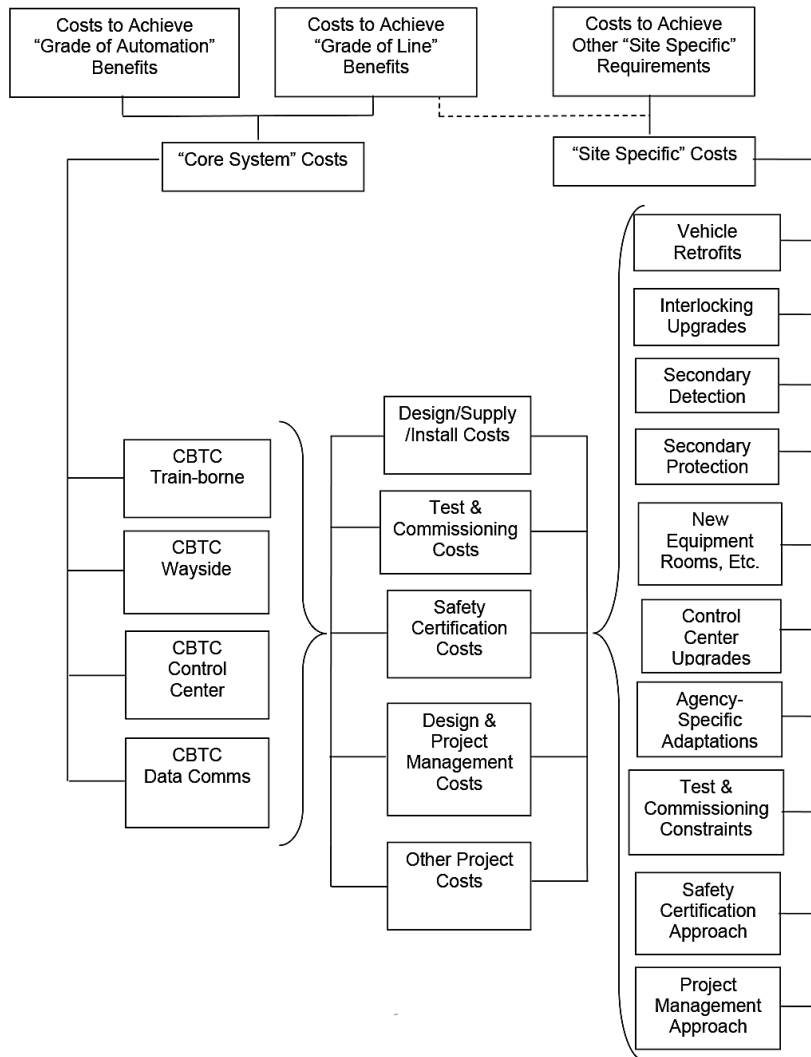 Costs to Achieve
“Grade of Automation”
Benefits
Costs to Achieve
“Grade of Line”
Benefits
Costs to Achieve
Other “Site Specific”
Requirements
“Core System” Costs
“Site Specific” Costs
CBTC
Train-borne
CBTC
Wayside
CBTC
Control
Center
CBTC
Data Comms
Design/Supply
/Install Costs
Test &
Commissioning
Costs
Safety
Certification
Costs
Design &
Project
Management
Costs
Other Project
Costs
Vehicle
Retrofits
Interlocking
Upgrades
Secondary
Detection
Secondary
Protection
New
Equipment
Rooms, Etc.
Control
Center
Upgrades
Agency-
Specific
Adaptations
Test &
Commissioning
Constraints
Safety
Certification
Approach
Project
Management
Approach